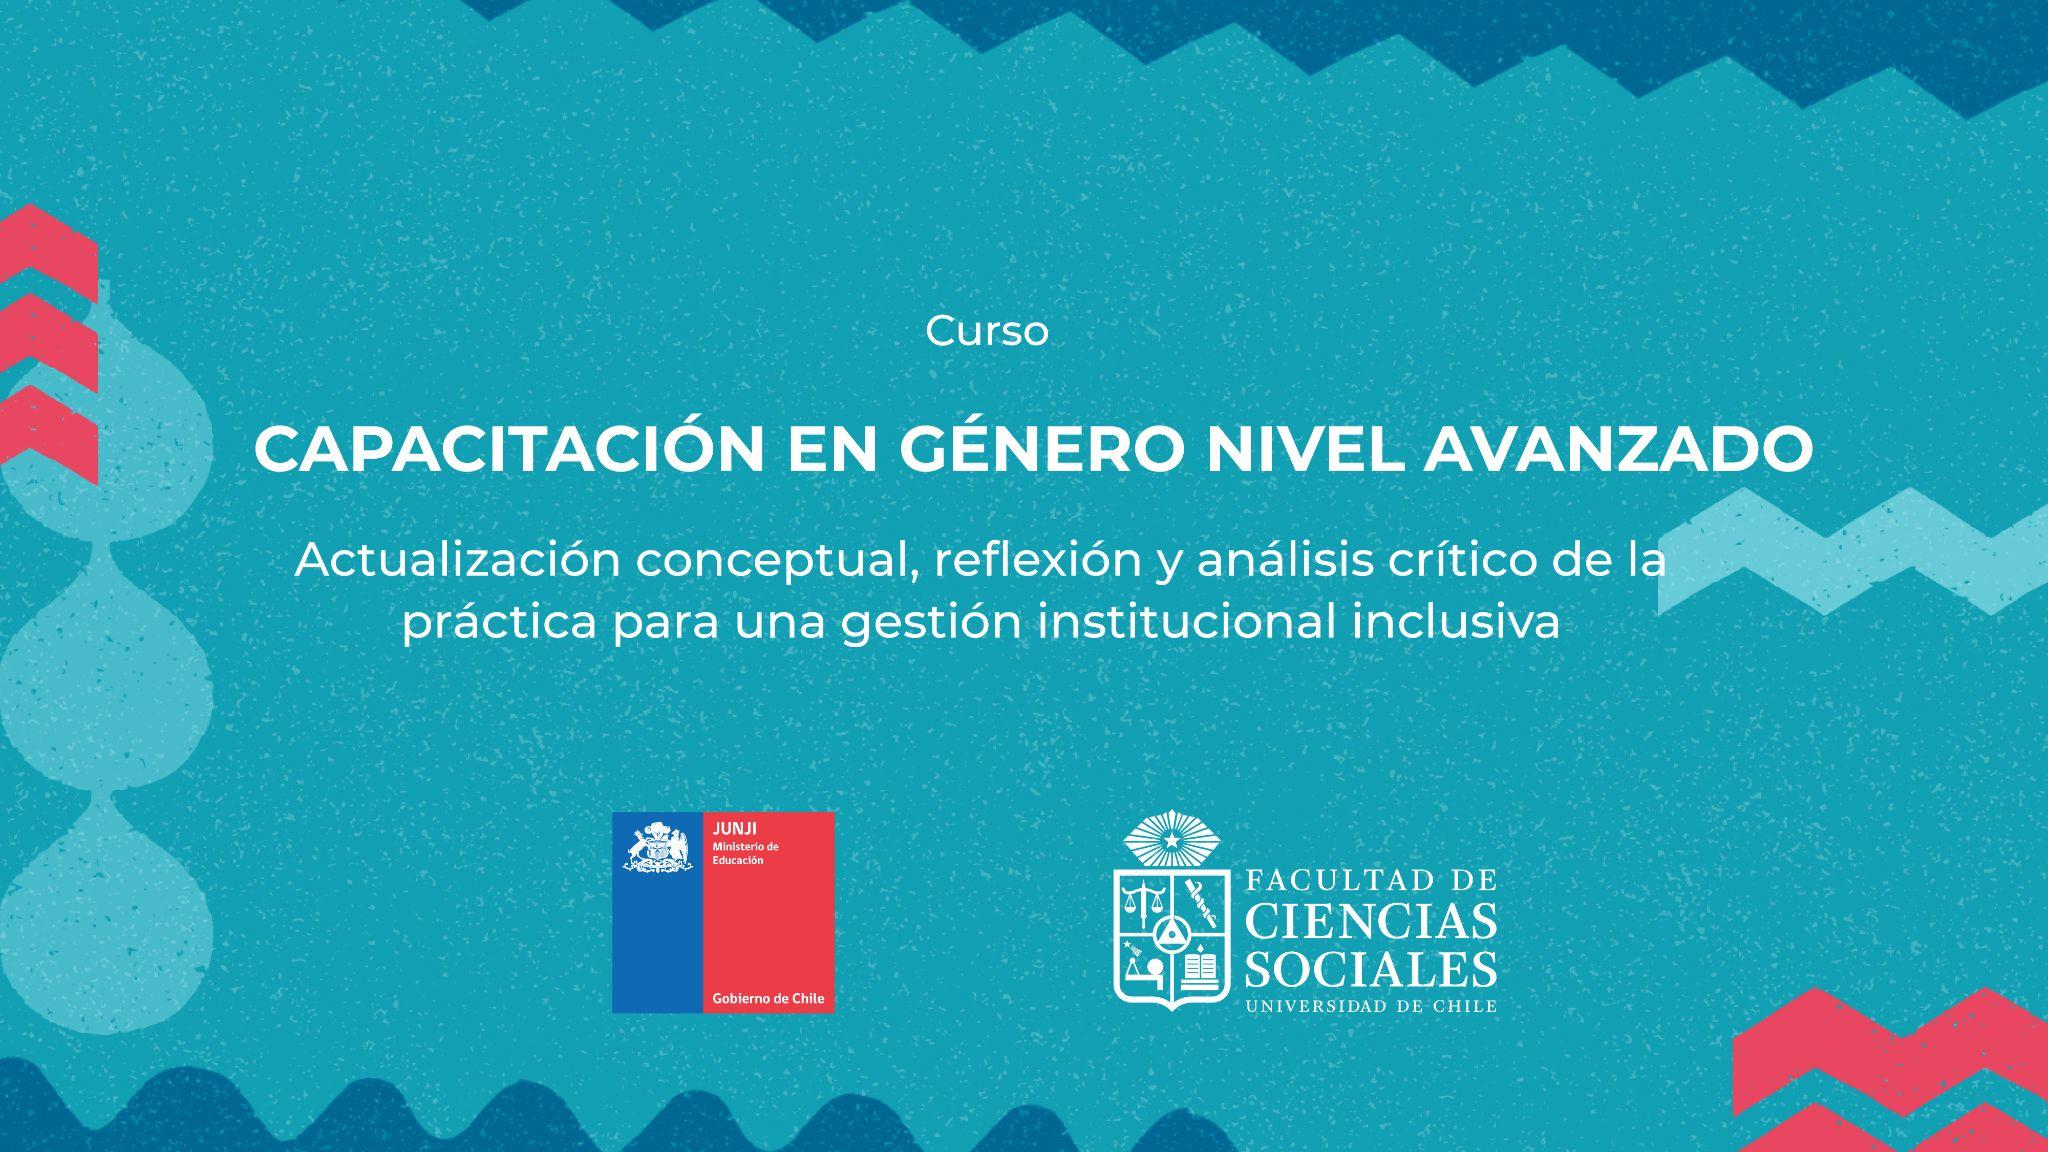 Curso
CAPACITACIÓN EN GÉNERO NIVEL AVANZADO
Actualización conceptual, reflexión y análisis crítico de la
práctica para una gestión institucional inclusiva
JUNJI
Ministerio de
Educación
Gobierno de Chile
FACULTAD DE
CIENCIAS
SOCIALES
UNIVERSIDAD DE CHILE